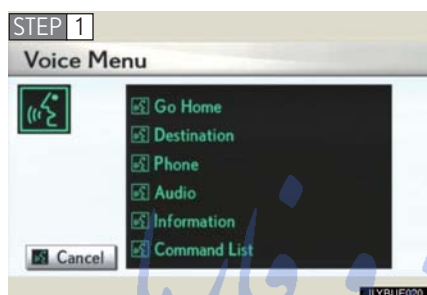 STEP 1
Voice Menu
Go Home
Destination
Phone
Audio
Information
Command List
Cancel